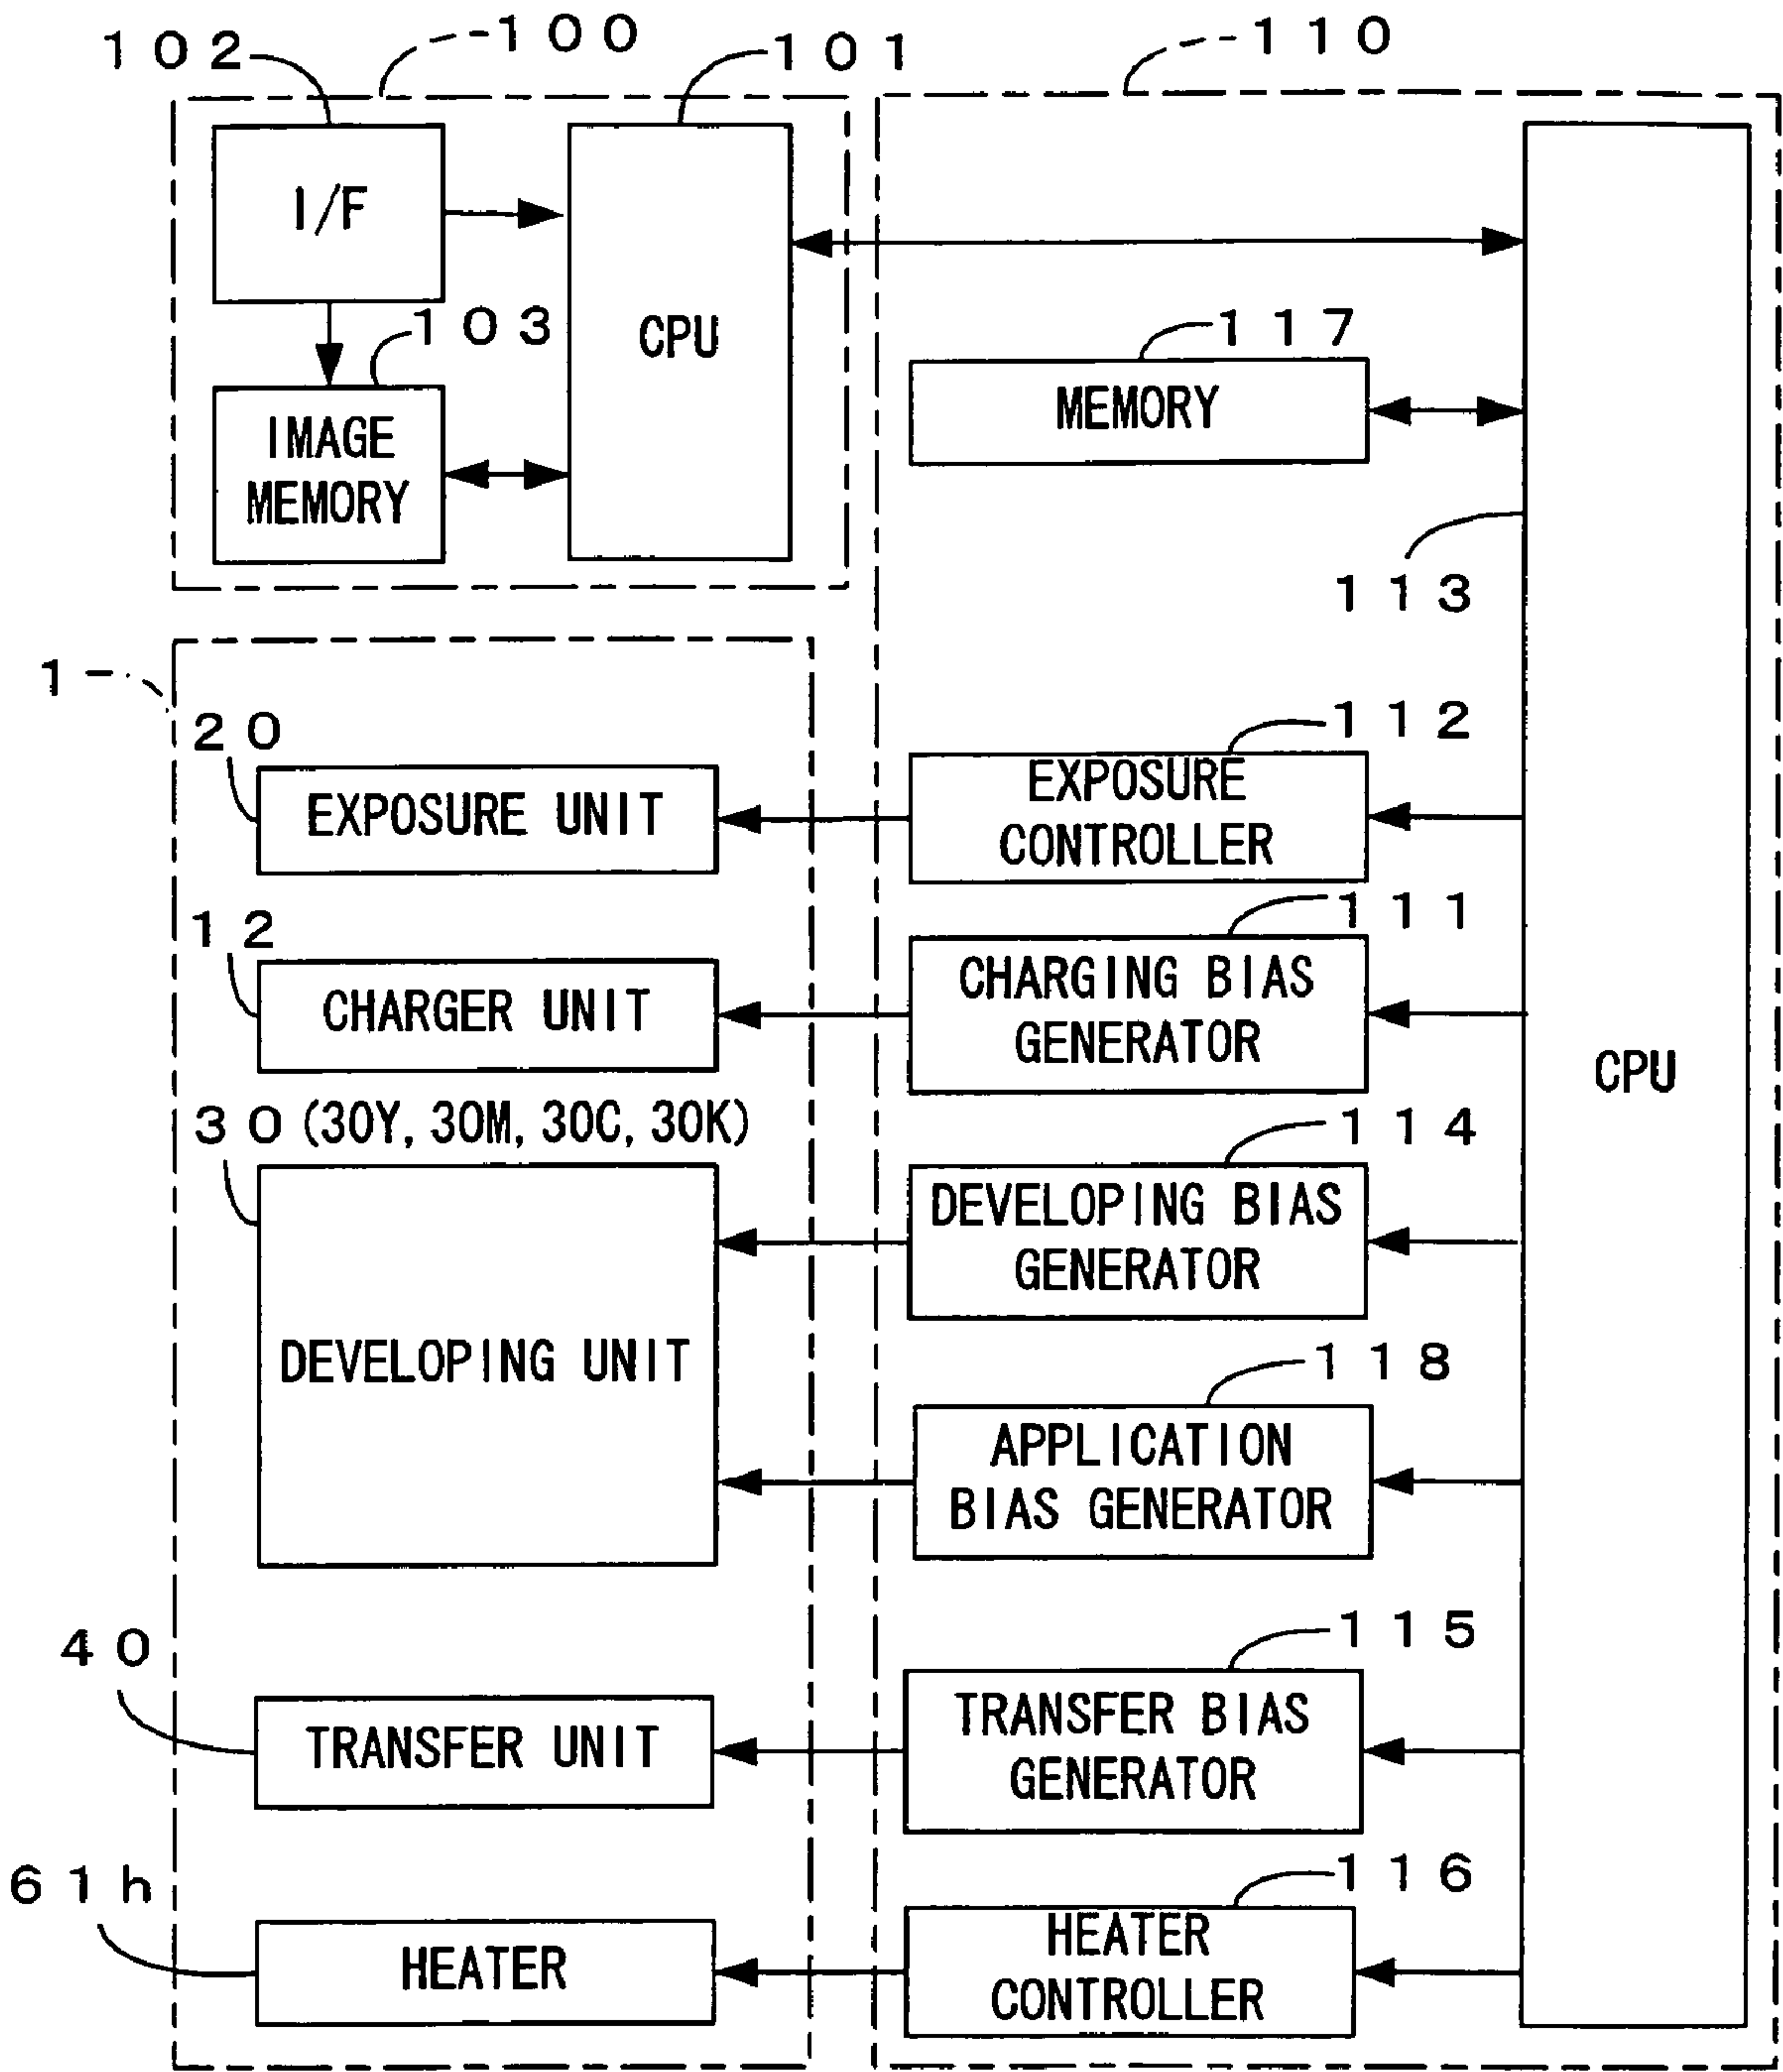 102
100
101
110
I/F
CPU
103
IMAGE
MEMORY
117
MEMORY
113
1
20
EXPOSURE UNIT
112
EXPOSURE
CONTROLLER
12
CHARGER UNIT
111
CHARGING BIAS
GENERATOR
CPU
30 (30Y, 30M, 30C, 30K)
DEVELOPING UNIT
114
DEVELOPING BIAS
GENERATOR
118
APPLICATION
BIAS GENERATOR
40
TRANSFER UNIT
115
TRANSFER BIAS
GENERATOR
61h
HEATER
116
HEATER
CONTROLLER